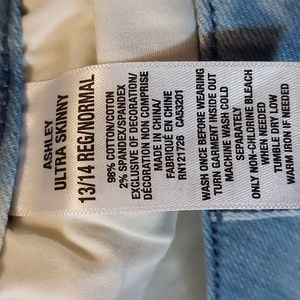 ASHLEY
ULTRA SKINNY
13/14 REG/NORMAL
98% COTTON/COTTON
2% SPANDEX/SPANDEX
EXCLUSIVE OF DECORATION/
DÉCORATION NON COMPRISE
MADE IN CHINA/
FABRIQUÉ EN CHINE
RN121726 CA53201
WASH ONCE BEFORE WEARING
TURN GARMENT INSIDE OUT
MACHINE WASH COLD
SEPARATELY
ONLY NON-CHLORINE BLEACH
WHEN NEEDED
TUMBLE DRY LOW
WARM IRON IF NEEDED